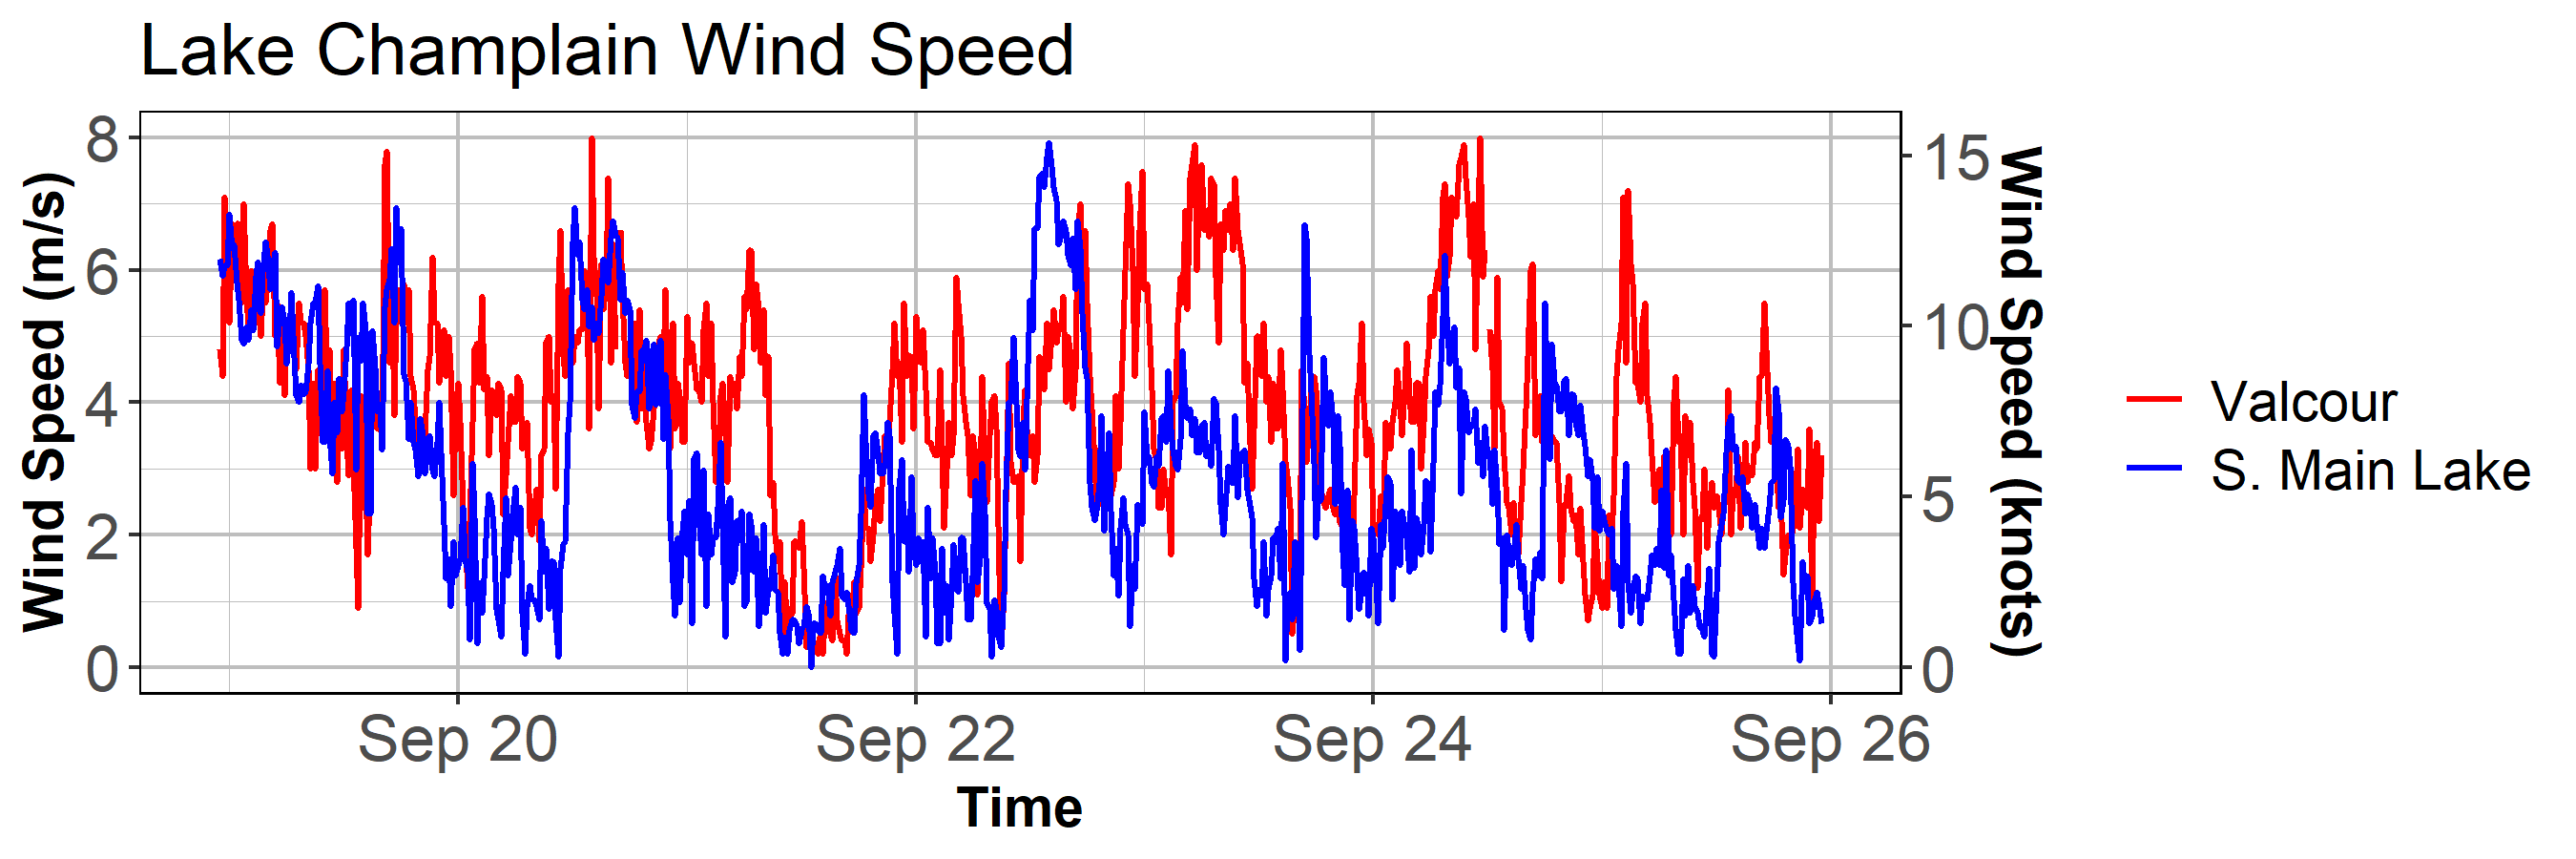 Lake Champlain Wind Speed
Wind Speed (m/s)
8
6
4
2
0
15
10
5
0
Wind Speed (knots)
Sep 20
Sep 22
Sep 24
Sep 26
Time
Valcour
S. Main Lake